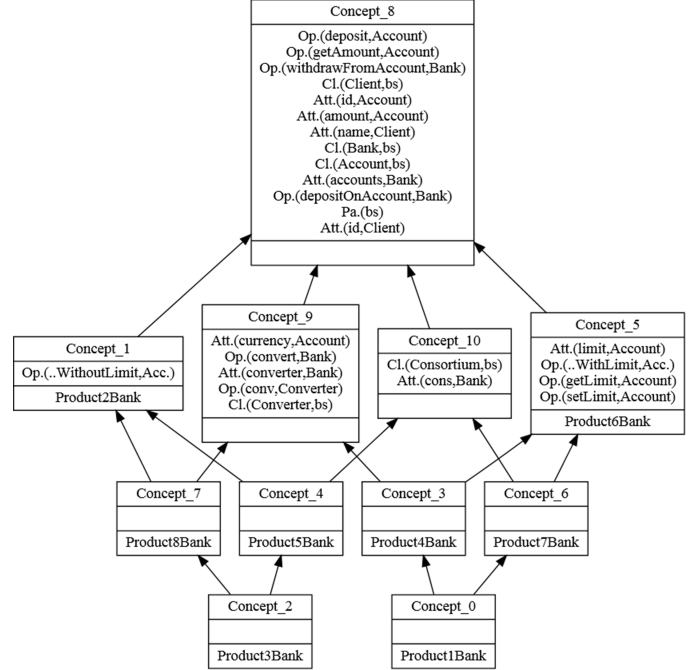 Concept_8
Op.(deposit,Account)
Op.(getAmount,Account)
Op.(withdrawFromAccount,Bank)
Cl.(Client,bs)
Att.(id,Account)
Att.(amount,Account)
Att.(name,Client)
Cl.(Bank,bs)
Cl.(Account,bs)
Att.(accounts,Bank)
Op.(depositOnAccount,Bank)
Pa.(bs)
Att.(id,Client)
Concept_1
Op.(..WithoutLimit,Acc.)
Product2Bank
Concept_9
Att.(currency,Account)
Op.(convert,Bank)
Att.(converter,Bank)
Op.(conv,Converter)
Cl.(Converter,bs)
Concept_10
Cl.(Consortium,bs)
Att.(cons,Bank)
Concept_5
Att.(limit,Account)
Op.(..WithLimit,Acc.)
Op.(getLimit,Account)
Op.(setLimit,Account)
Product6Bank
Concept_7
Product8Bank
Concept_4
Product5Bank
Concept_3
Product4Bank
Concept_6
Product7Bank
Concept_2
Product3Bank
Concept_0
Product1Bank